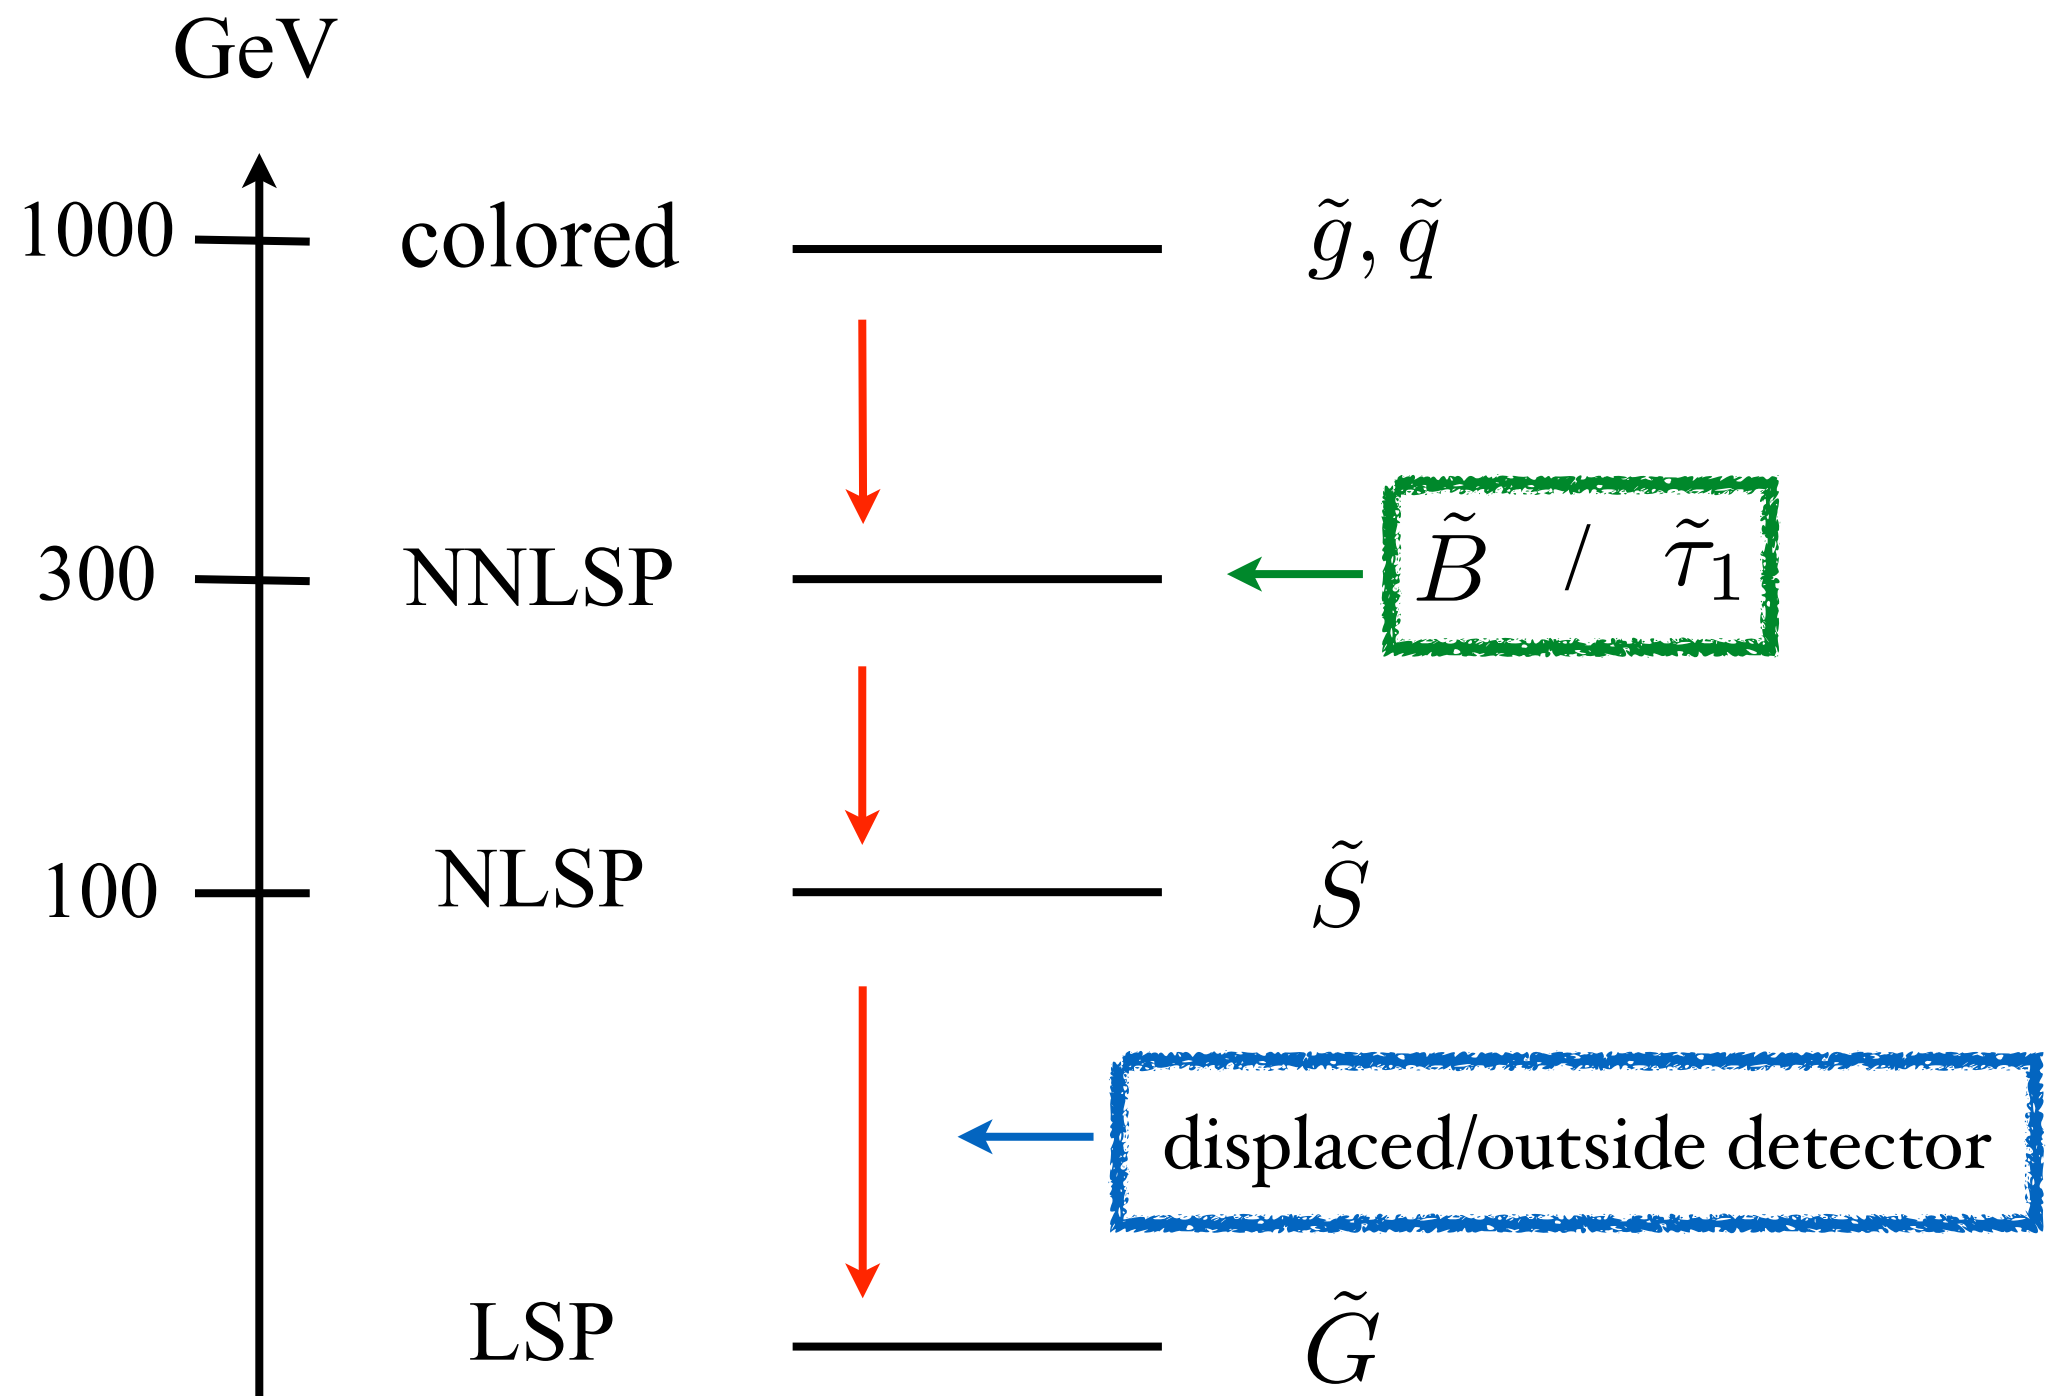 GeV
1000 colored g̃, q̃
300 NNLSP B̃ / τ̃₁
100 NLSP S̃
displaced/outside detector
LSP G̃